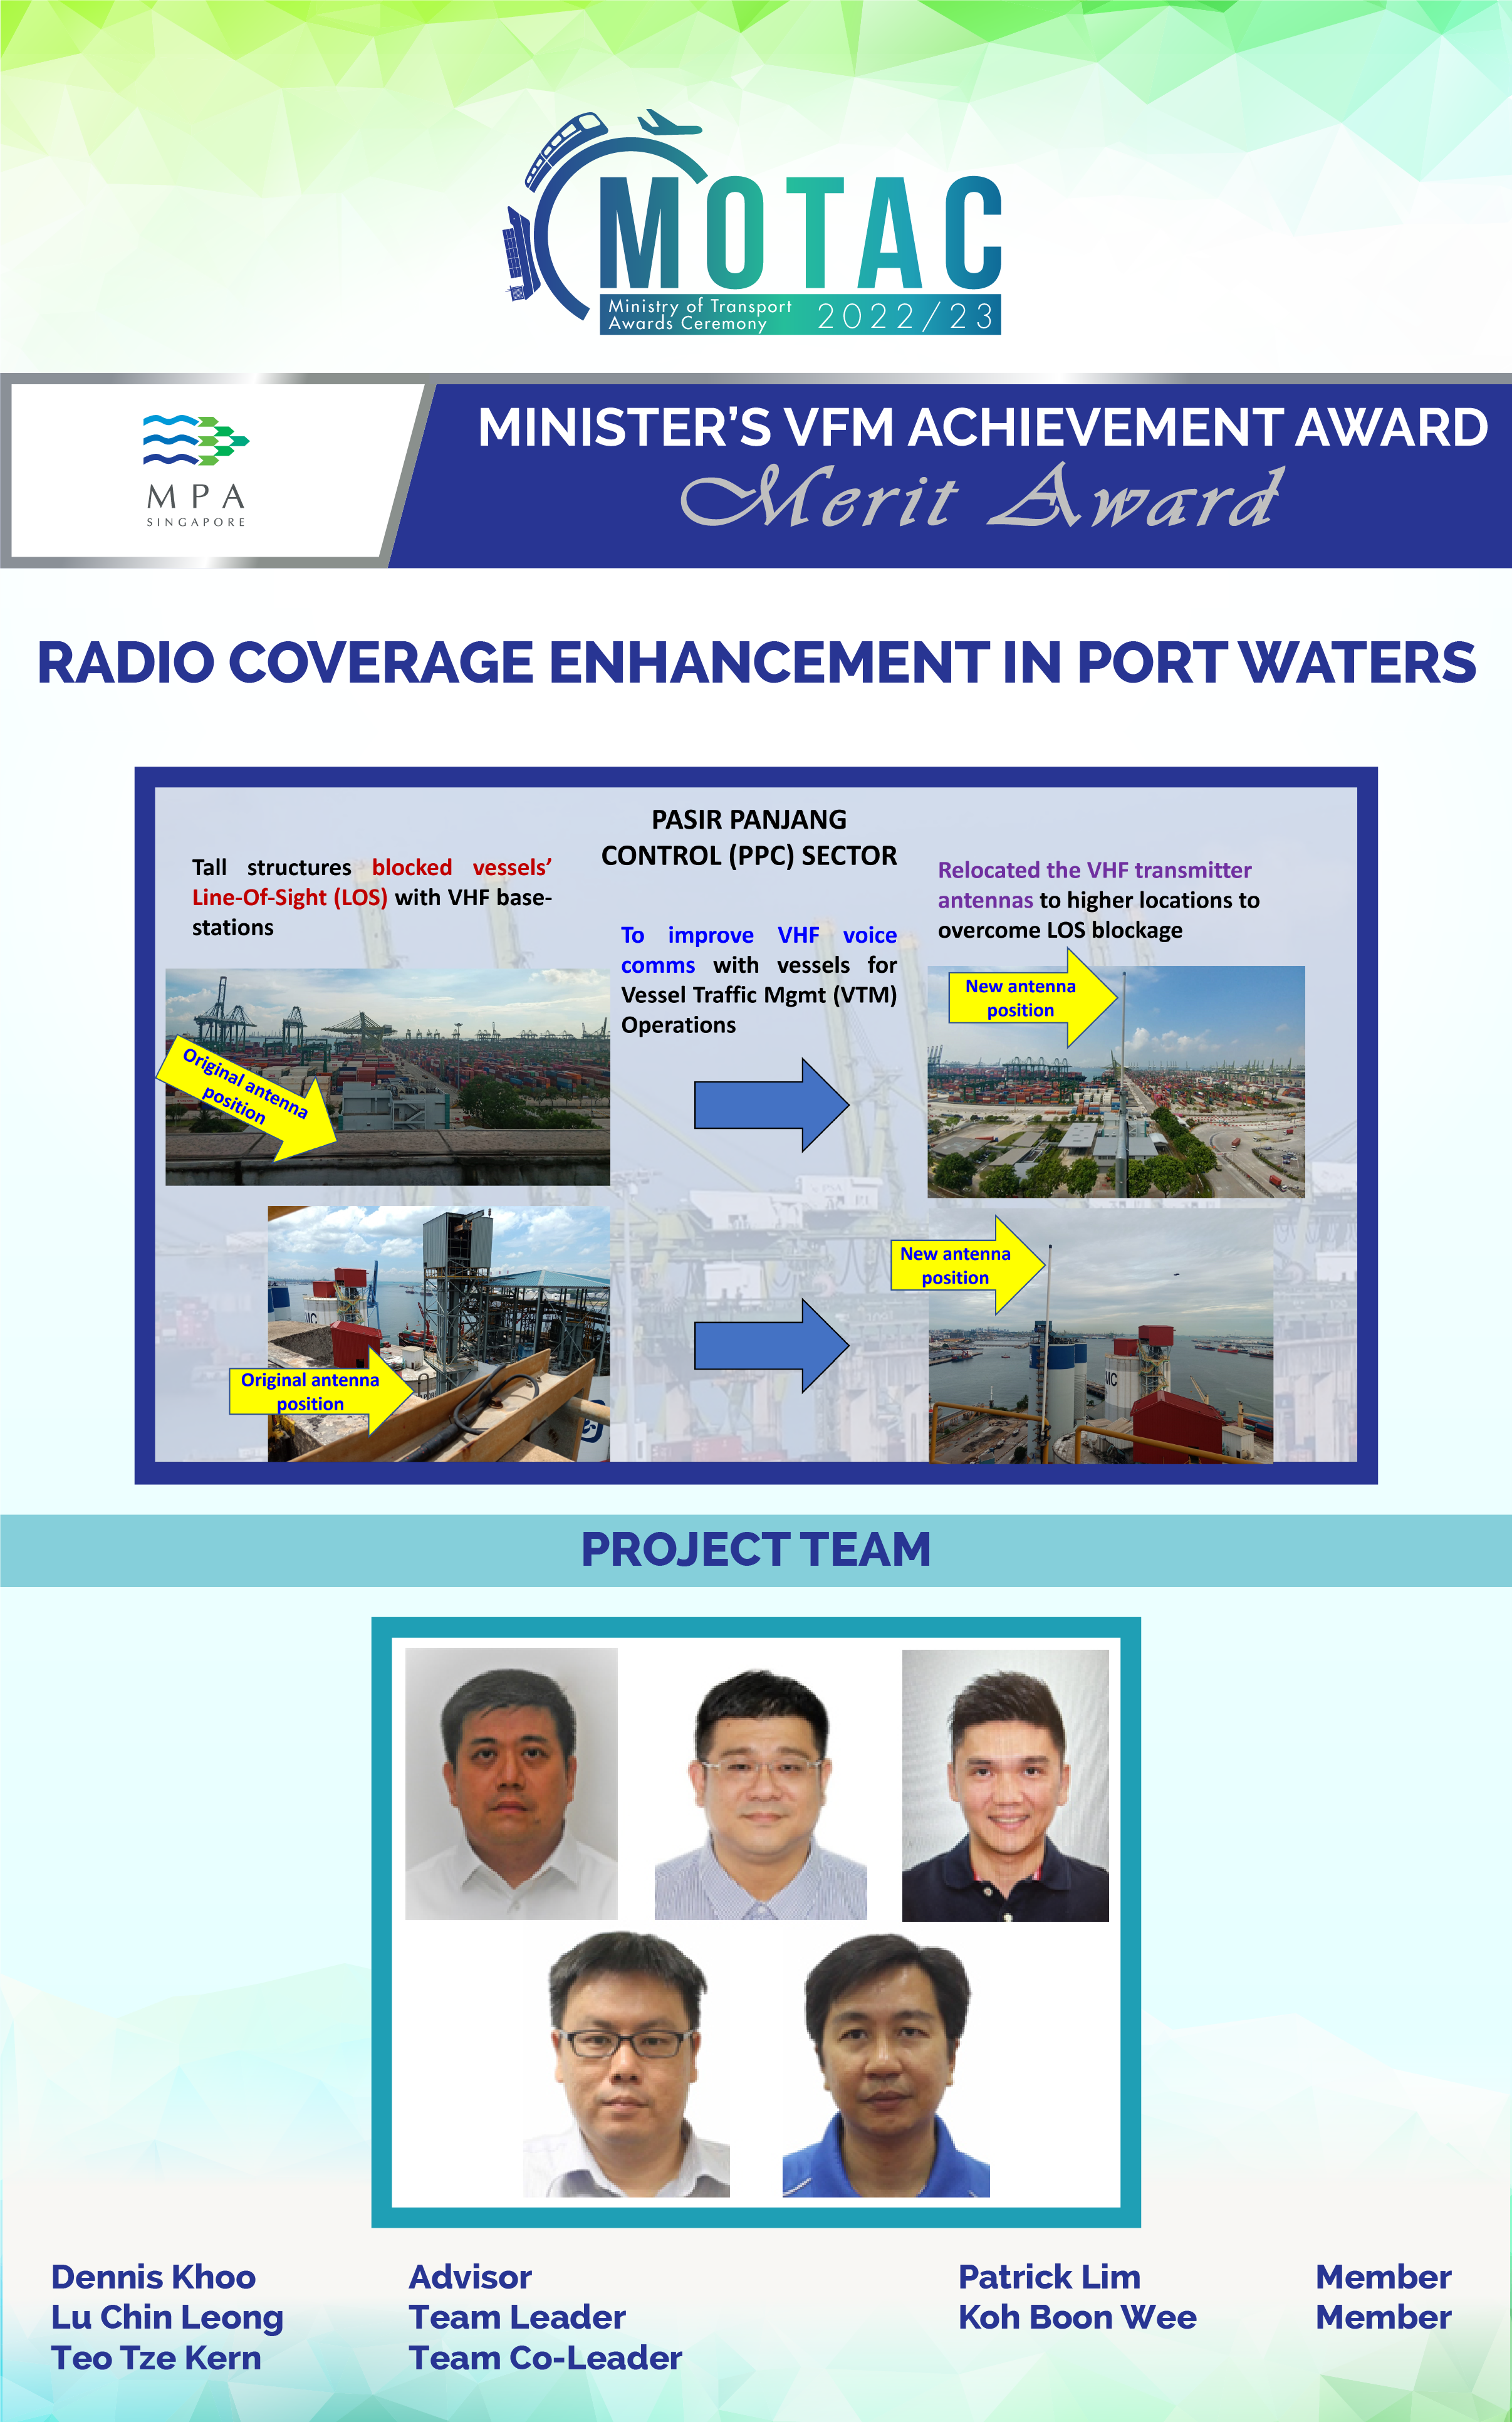 MOTAC
Ministry of Transport
Awards Ceremony
2022/23
MPA
SINGAPORE
MINISTER’S VFM ACHIEVEMENT AWARD
Merit Award
RADIO COVERAGE ENHANCEMENT IN PORT WATERS
PASIR PANJANG
CONTROL (PPC) SECTOR
Tall structures blocked vessels’
Line-Of-Sight (LOS) with VHF base-
stations
To improve VHF voice
comms with vessels for
Vessel Traffic Mgmt (VTM)
Operations
Relocated the VHF transmitter
antennas to higher locations to
overcome LOS blockage
Original antenna
position
New antenna
position
Original antenna
position
MC
New antenna
position
MC
PROJECT TEAM
Dennis Khoo Advisor
Lu Chin Leong Team Leader
Teo Tze Kern Team Co-Leader
Patrick Lim Member
Koh Boon Wee Member